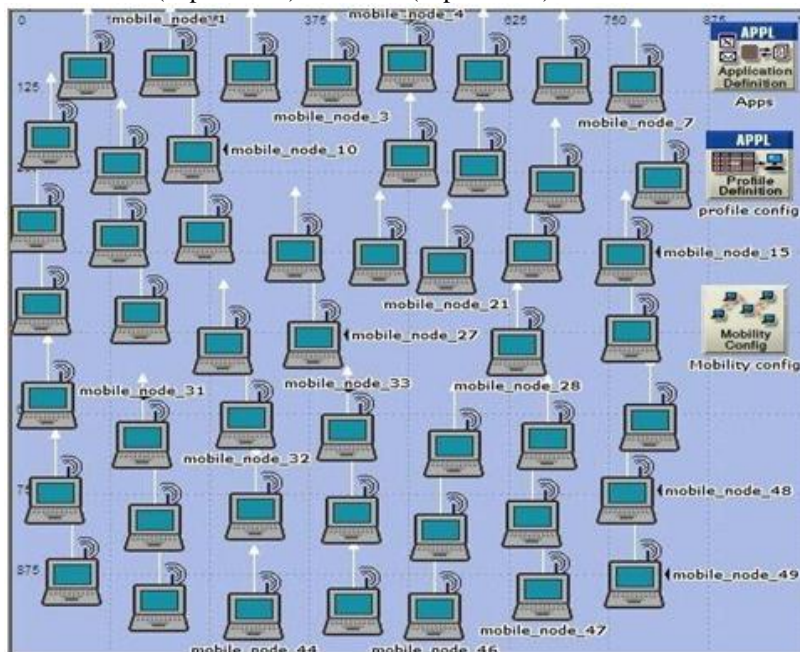 0
375
625
750
875
mobile_node_1
mobile_node_4
APPL
Application
Definition
Apps
125
mobile_node_3
mobile_node_7
mobile_node_10
APPL
Profile
Definition
profile config
mobile_node_15
mobile_node_21
mobile_node_27
Mobility
Config
Mobility config
mobile_node_31
mobile_node_33
mobile_node_28
mobile_node_32
mobile_node_48
mobile_node_49
mobile_node_47
mobile_node_44
mobile_node_46